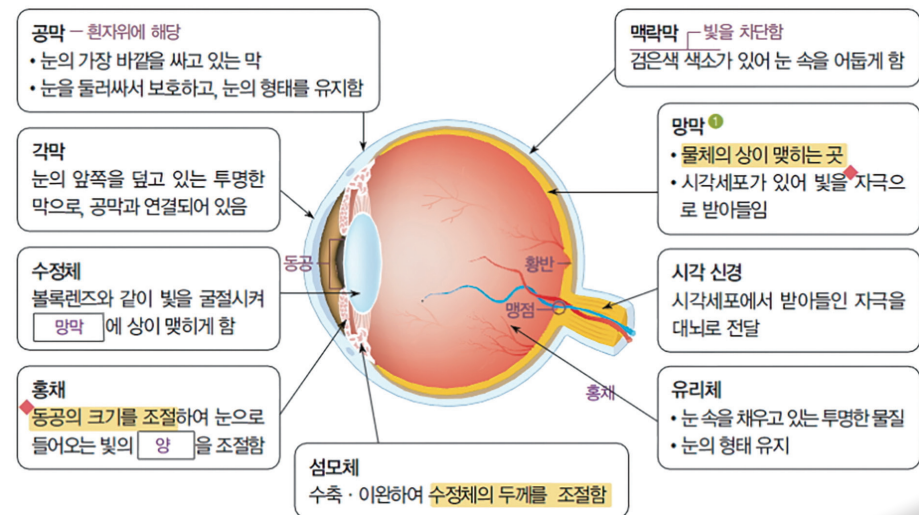 공막 － 흰자위에 해당
• 눈의 가장 바깥을 싸고 있는 막
• 눈을 둘러싸서 보호하고, 눈의 형태를 유지함
맥락막 빛을 차단함
검은색 색소가 있어 눈 속을 어둡게 함
각막
눈의 앞쪽을 덮고 있는 투명한
막으로, 공막과 연결되어 있음
망막 1
• 물체의 상이 맺히는 곳
• 시각세포가 있어 빛을 자극으
로 받아들임
수정체
볼록렌즈와 같이 빛을 굴절시켜
망막 에 상이 맺히게 함
동공
황반
맹점
시각 신경
시각세포에서 받아들인 자극을
대뇌로 전달
홍채
동공의 크기를 조절하여 눈으로
들어오는 빛의 양 을 조절함
홍채
유리체
• 눈 속을 채우고 있는 투명한 물질
• 눈의 형태 유지
섬모체
수축 · 이완하여 수정체의 두께를 조절함